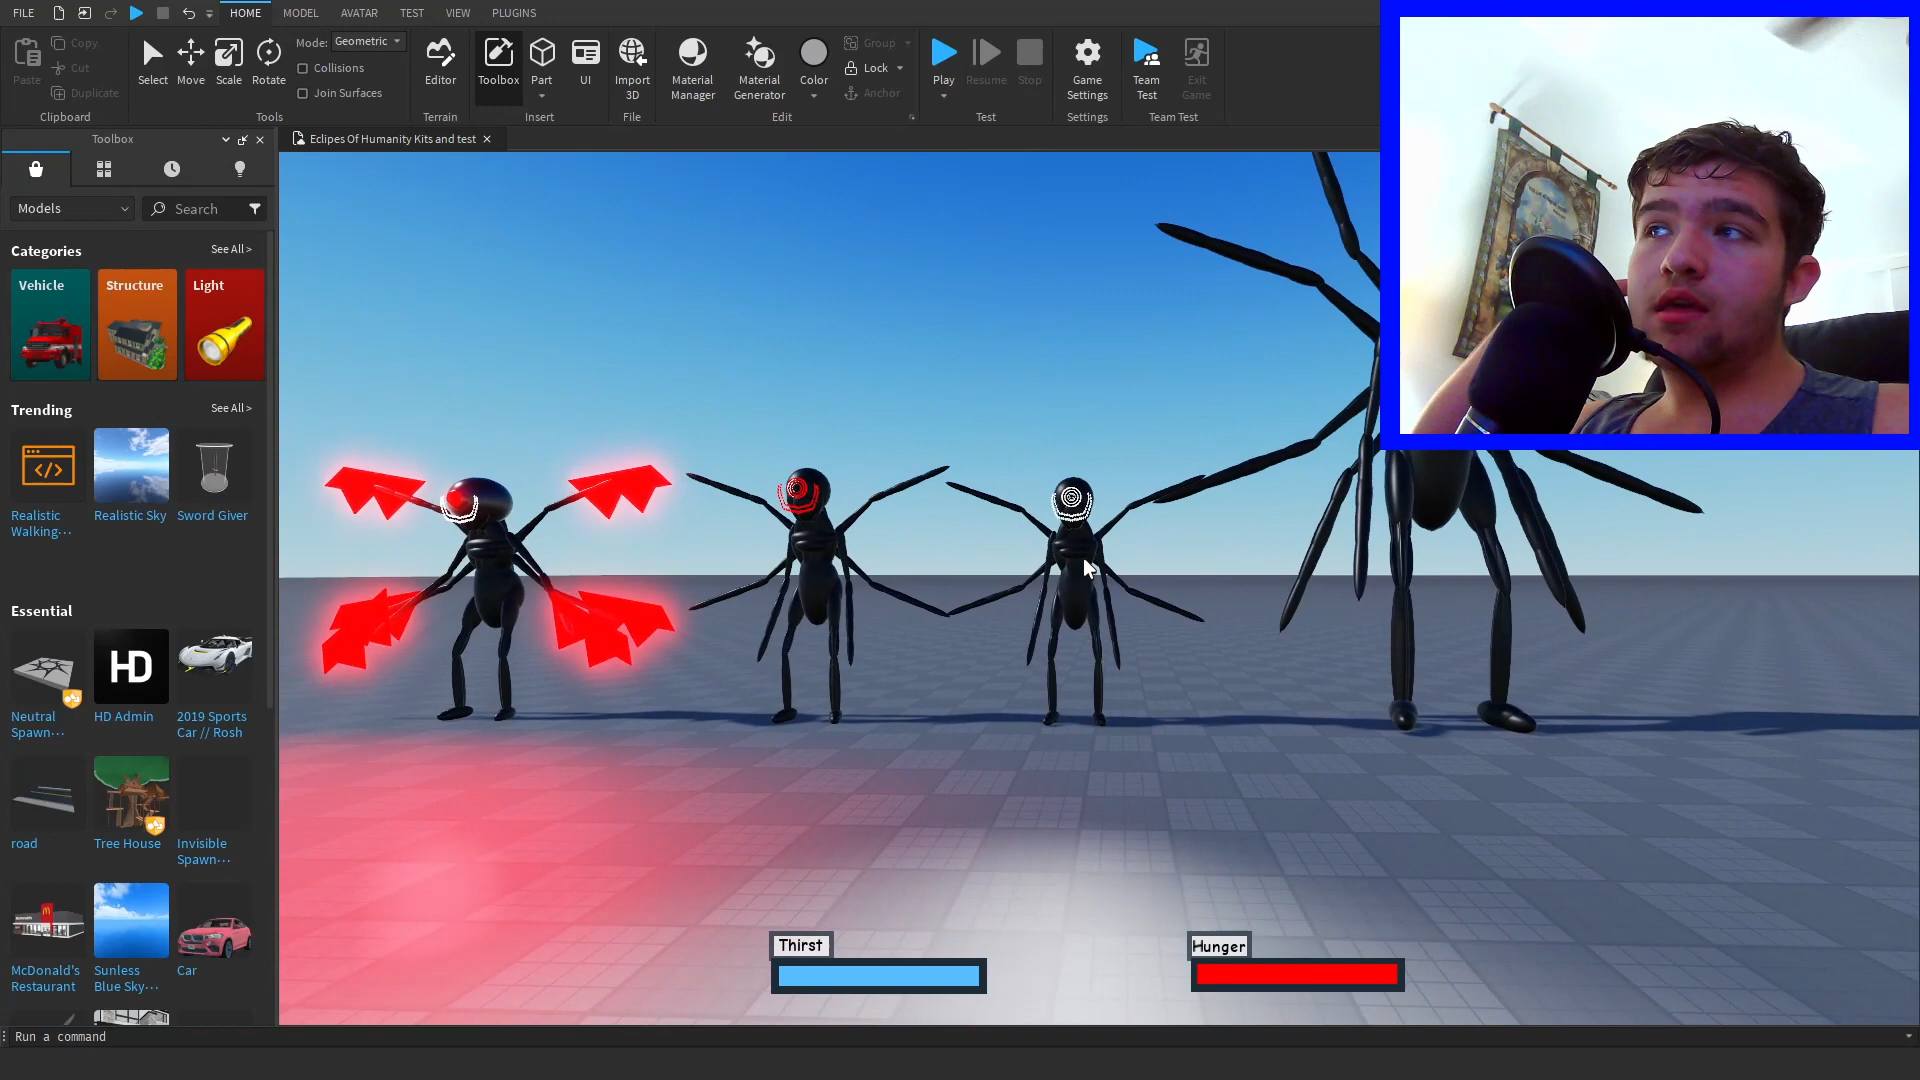 FILE
HOME
MODEL
AVATAR
TEST
VIEW
PLUGINS
Paste
Copy
Cut
Duplicate
Clipboard
Select
Move
Scale
Rotate
Mode: Geometric
Collisions
Join Surfaces
Tools
Editor
Terrain
Toolbox
Part
UI
Insert
Import
3D
File
Material
Manager
Material
Generator
Color
Group
Lock
Anchor
Edit
Play
Resume
Stop
Test
Game
Settings
Settings
Team
Test
Exit
Game
Team Test
Toolbox
Eclipes Of Humanity Kits and test
Models
Search
Categories
See All >
Vehicle
Structure
Light
Trending
See All >
Realistic
Walking...
Realistic Sky
Sword Giver
Essential
HD
Neutral
Spawn...
HD Admin
2019 Sports
Car // Rosh
road
Tree House
Invisible
Spawn...
McDonald's
Restaurant
Sunless
Blue Sky...
Car
Thirst
Hunger
Run a command